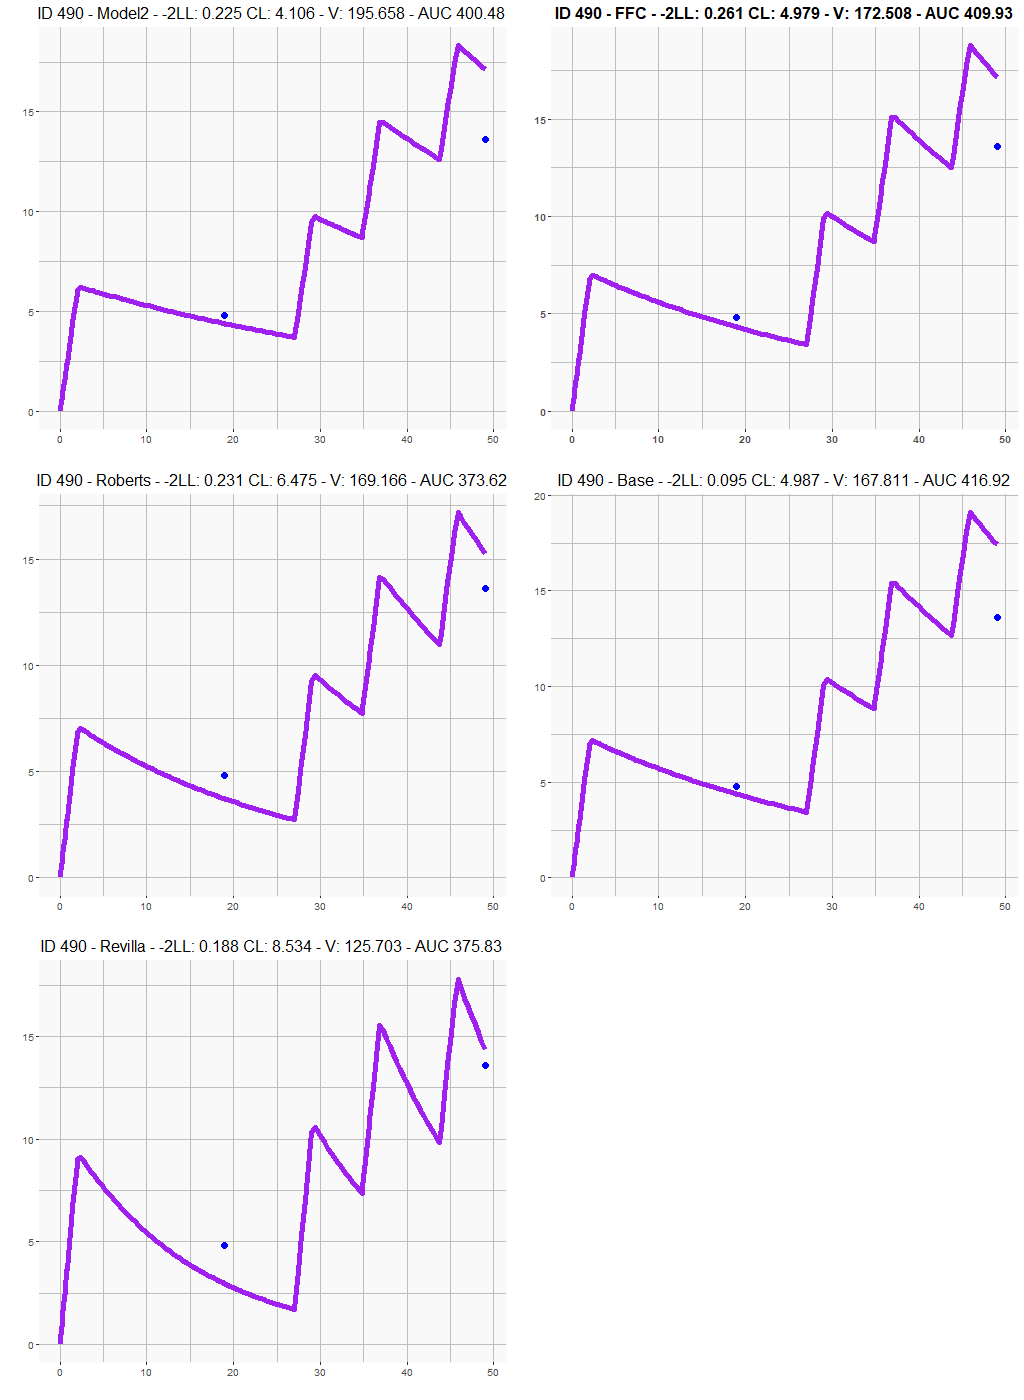 ID 490 - Model2 - -2LL: 0.225 CL: 4.106 - V: 195.658 - AUC 400.48
15
10
5
0
0 10 20 30 40 50
ID 490 - FFC - -2LL: 0.261 CL: 4.979 - V: 172.508 - AUC 409.93
15
10
5
0
0 10 20 30 40 50
ID 490 - Roberts - -2LL: 0.231 CL: 6.475 - V: 169.166 - AUC 373.62
15
10
5
0
0 10 20 30 40 50
ID 490 - Base - -2LL: 0.095 CL: 4.987 - V: 167.811 - AUC 416.92
20
15
10
5
0
0 10 20 30 40 50
ID 490 - Revilla - -2LL: 0.188 CL: 8.534 - V: 125.703 - AUC 375.83
15
10
5
0
0 10 20 30 40 50